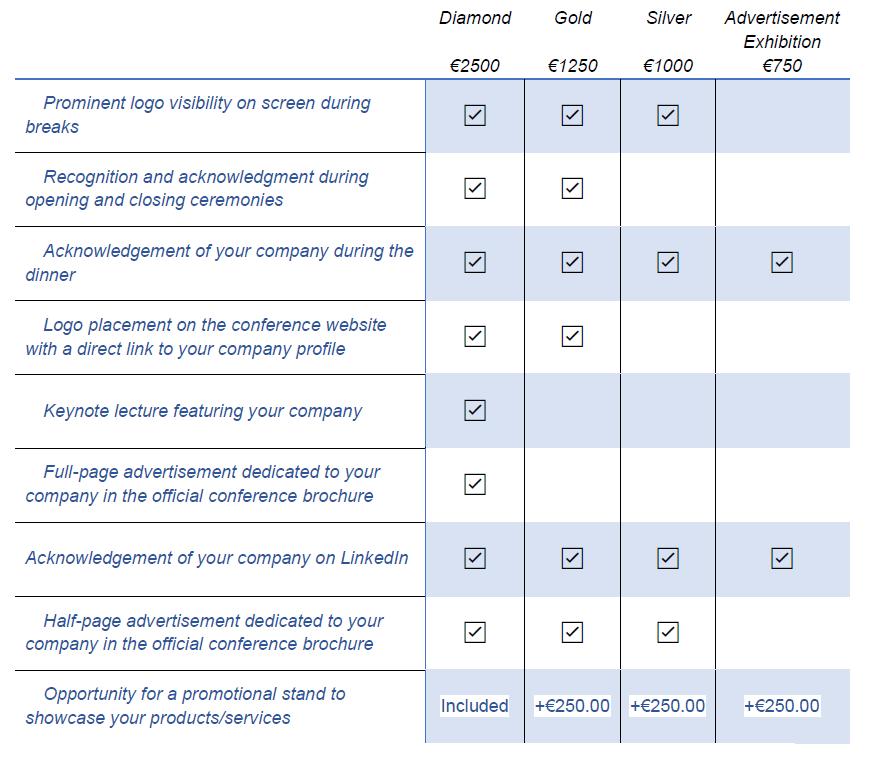 Diamond Gold Silver Advertisement
Exhibition
€2500 €1250 €1000 €750
Prominent logo visibility on screen during
breaks
☑ ☑ ☑
Recognition and acknowledgment during
opening and closing ceremonies
☑ ☑
Acknowledgement of your company during the
dinner
☑ ☑ ☑ ☑
Logo placement on the conference website
with a direct link to your company profile
☑ ☑
Keynote lecture featuring your company
☑
Full-page advertisement dedicated to your
company in the official conference brochure
☑
Acknowledgement of your company on LinkedIn
☑ ☑ ☑ ☑
Half-page advertisement dedicated to your
company in the official conference brochure
☑ ☑ ☑
Opportunity for a promotional stand to
showcase your products/services
Included +€250.00 +€250.00 +€250.00